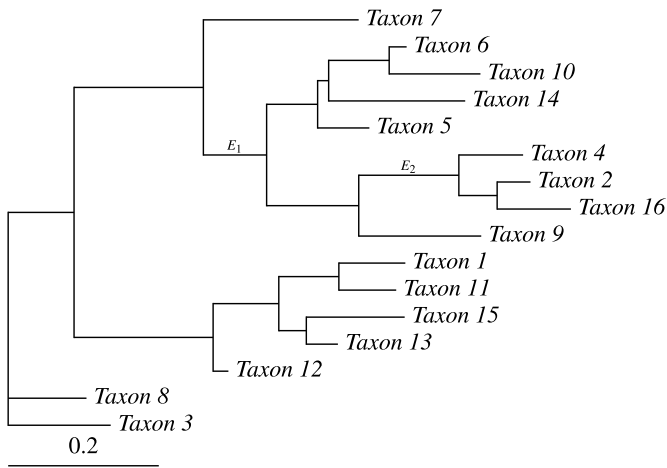 Taxon 7
Taxon 6
Taxon 10
Taxon 14
Taxon 5
E₁
Taxon 4
E₂
Taxon 2
Taxon 16
Taxon 9
Taxon 1
Taxon 11
Taxon 15
Taxon 13
Taxon 12
Taxon 8
Taxon 3
0.2